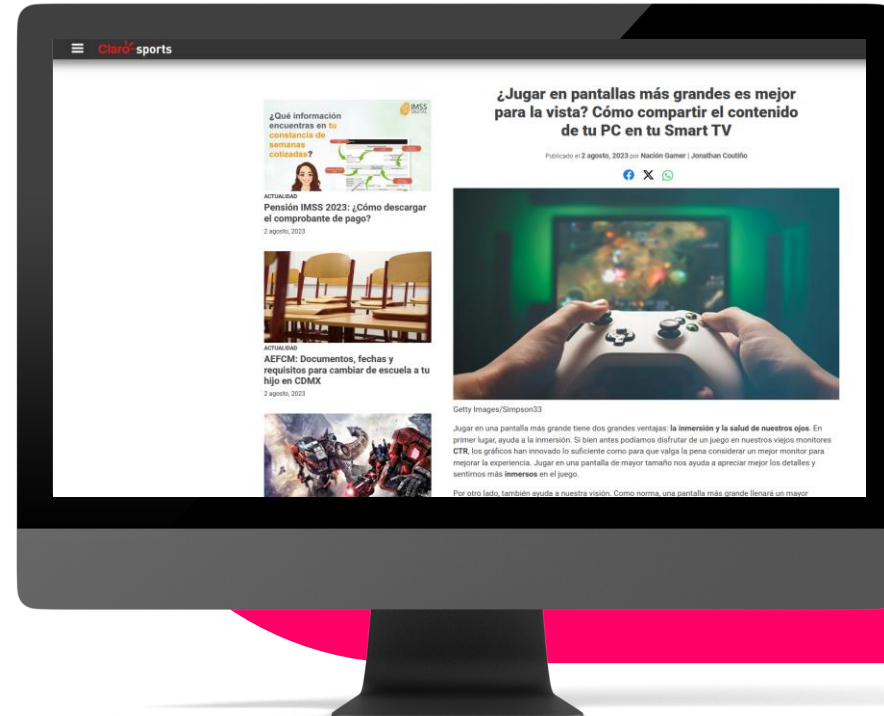 Claro sports
¿Qué información
encuentras en tu
constancia de
semanas
cotizadas?
IMSS
DIGITAL
ACTUALIDAD
Pensión IMSS 2023: ¿Cómo descargar
el comprobante de pago?
2 agosto, 2023
ACTUALIDAD
AEFCM: Documentos, fechas y
requisitos para cambiar de escuela a tu
hijo en CDMX
2 agosto, 2023
¿Jugar en pantallas más grandes es mejor
para la vista? Cómo compartir el contenido
de tu PC en tu Smart TV
Publicado el 2 agosto, 2023 por Nación Gamer | Jonathan Coutiño
Getty Images/Simpson33
Jugar en una pantalla más grande tiene dos grandes ventajas: la inmersión y la salud de nuestros ojos. En
primer lugar, ayuda a la inmersión. Si bien antes podíamos disfrutar de un juego en nuestros viejos monitores
CTR, los gráficos han innovado lo suficiente como para que valga la pena considerar un mejor monitor para
mejorar la experiencia. Jugar en una pantalla de mayor tamaño nos ayuda a apreciar mejor los detalles y
sentirnos más inmersos en el juego.
Por otro lado, también ayuda a nuestra visión. Como norma, una pantalla más grande llenará un mayor